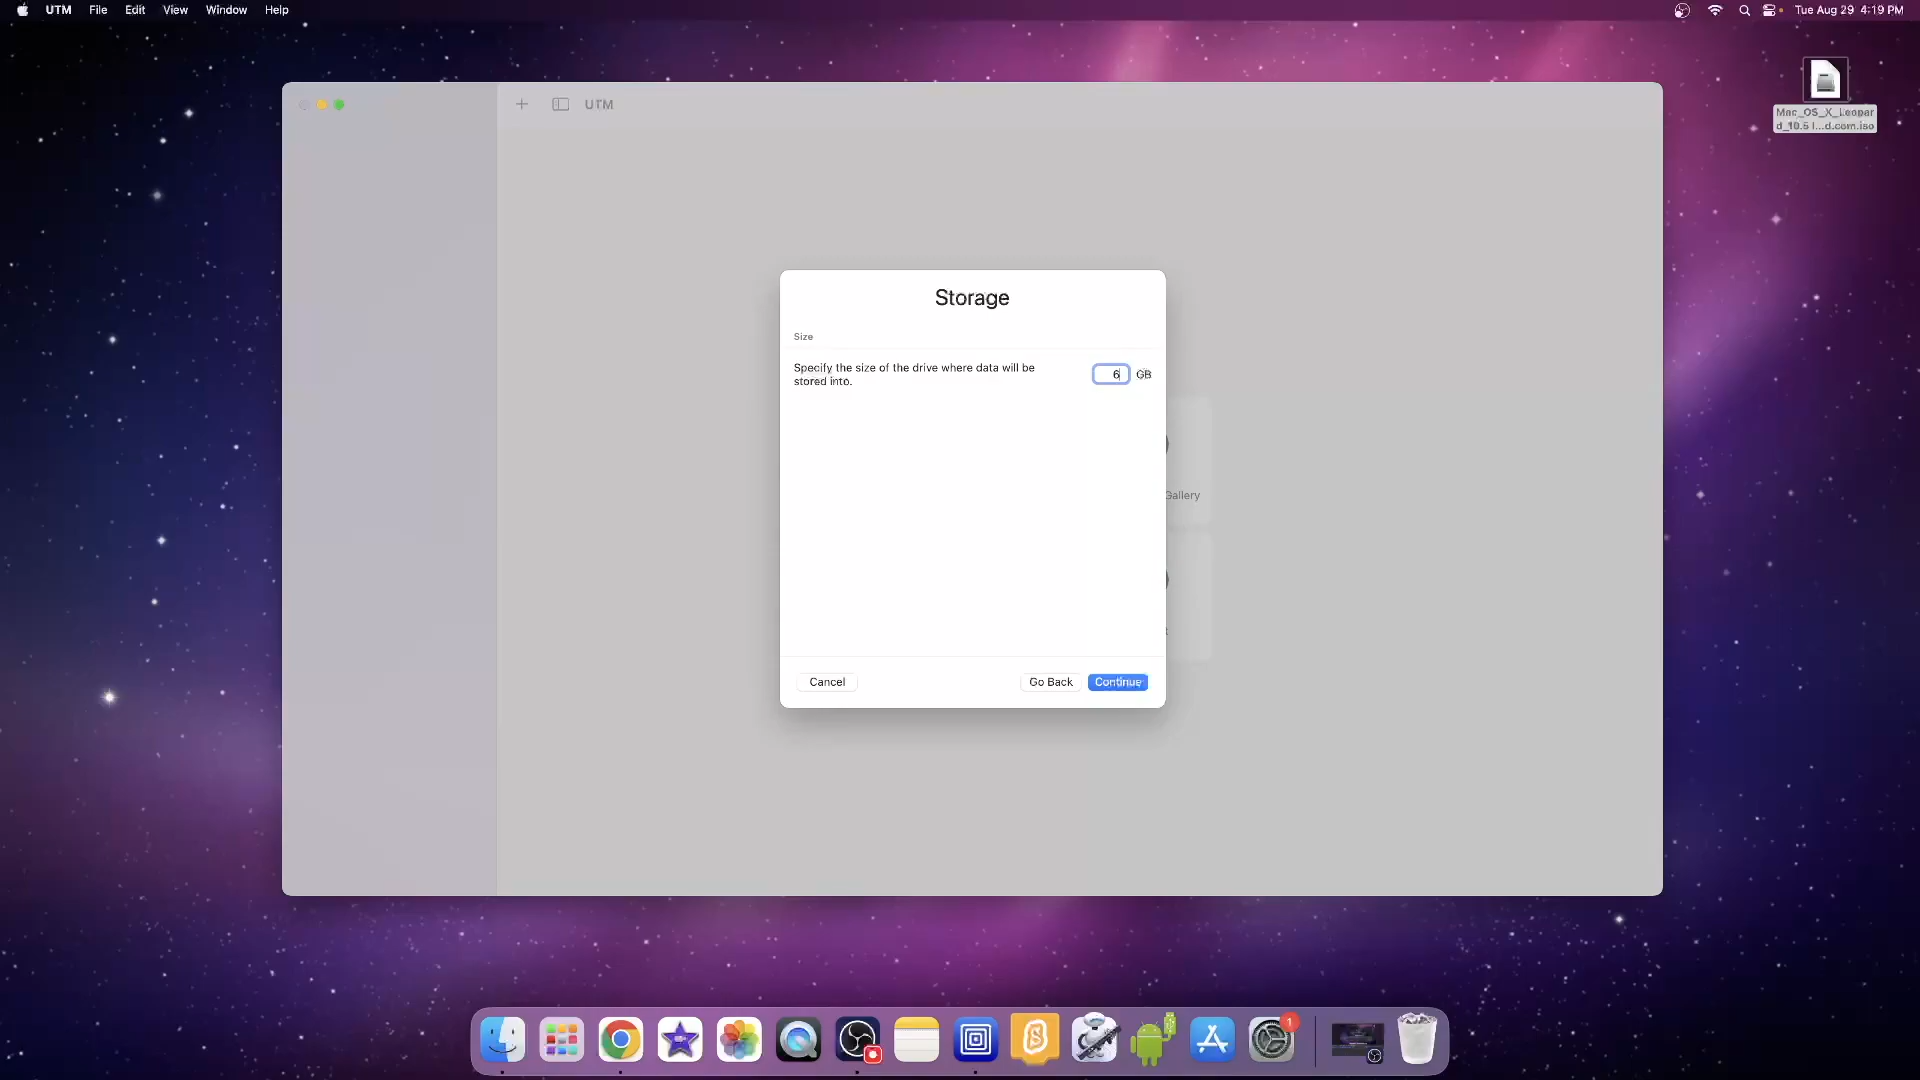 UTM File Edit View Window Help
Tue Aug 29 4:19 PM
Mac_OS_X_Leopar
d_10.5 I...d.com.iso
UTM
Storage
Size
Specify the size of the drive where data will be
stored into.
6 GB
Gallery
Cancel Go Back Continue
1